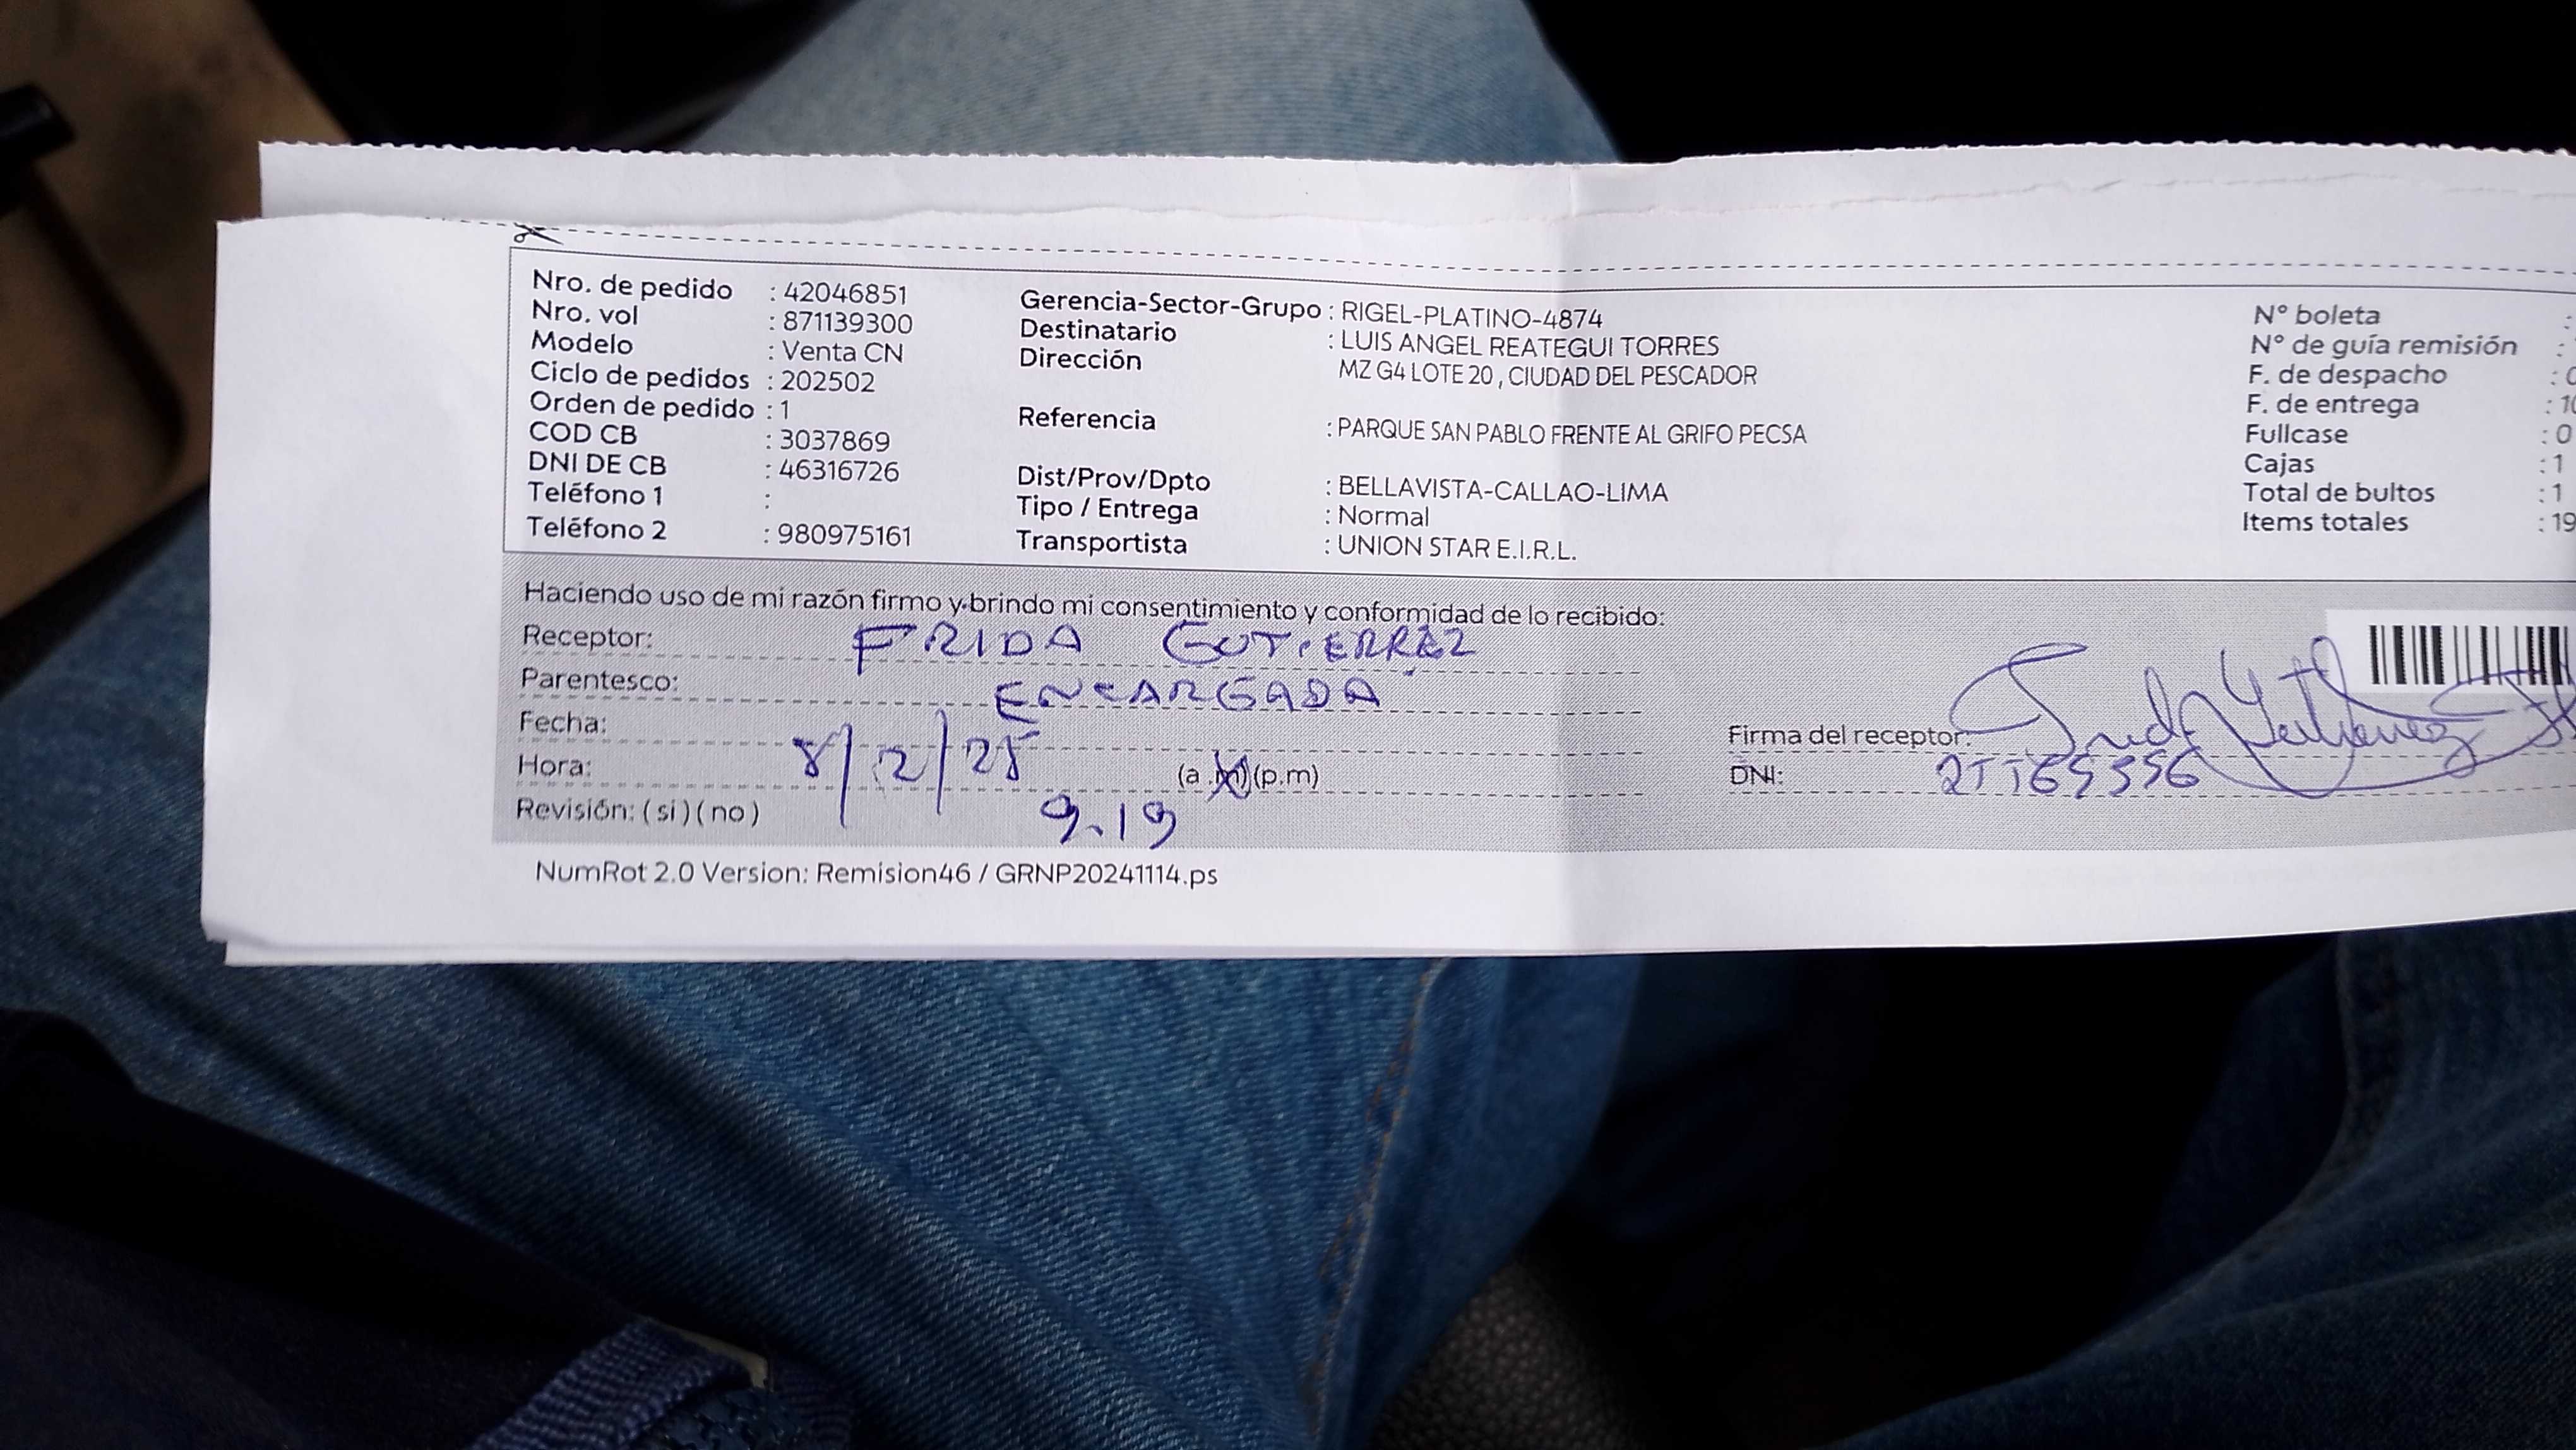 Nro. de pedido : 42046851
Nro. vol : 871139300
Modelo : Venta CN
Ciclo de pedidos : 202502
Orden de pedido : 1
COD CB : 3037869
DNI DE CB : 46316726
Teléfono 1 :
Teléfono 2 : 980975161
Gerencia-Sector-Grupo : RIGEL-PLATINO-4874
Destinatario : LUIS ANGEL REATEGUI TORRES
Dirección MZ G4 LOTE 20 , CIUDAD DEL PESCADOR
Referencia : PARQUE SAN PABLO FRENTE AL GRIFO PECSA
Dist/Prov/Dpto : BELLAVISTA-CALLAO-LIMA
Tipo / Entrega : Normal
Transportista : UNION STAR E.I.R.L.
N° boleta :
N° de guía remisión :
F. de despacho :
F. de entrega :
Fullcase : 0
Cajas : 1
Total de bultos : 1
Items totales : 19
Haciendo uso de mi razón firmo y brindo mi consentimiento y conformidad de lo recibido:
Receptor: FRIDA GUTIERREZ
Parentesco: ENCARGADA
Fecha: 8/2/25
Hora: 9.19 (a.m)(p.m)
Revisión: ( si ) ( no )
Firma del receptor:
DNI:
NumRot 2.0 Version: Remision46 / GRNP20241114.ps